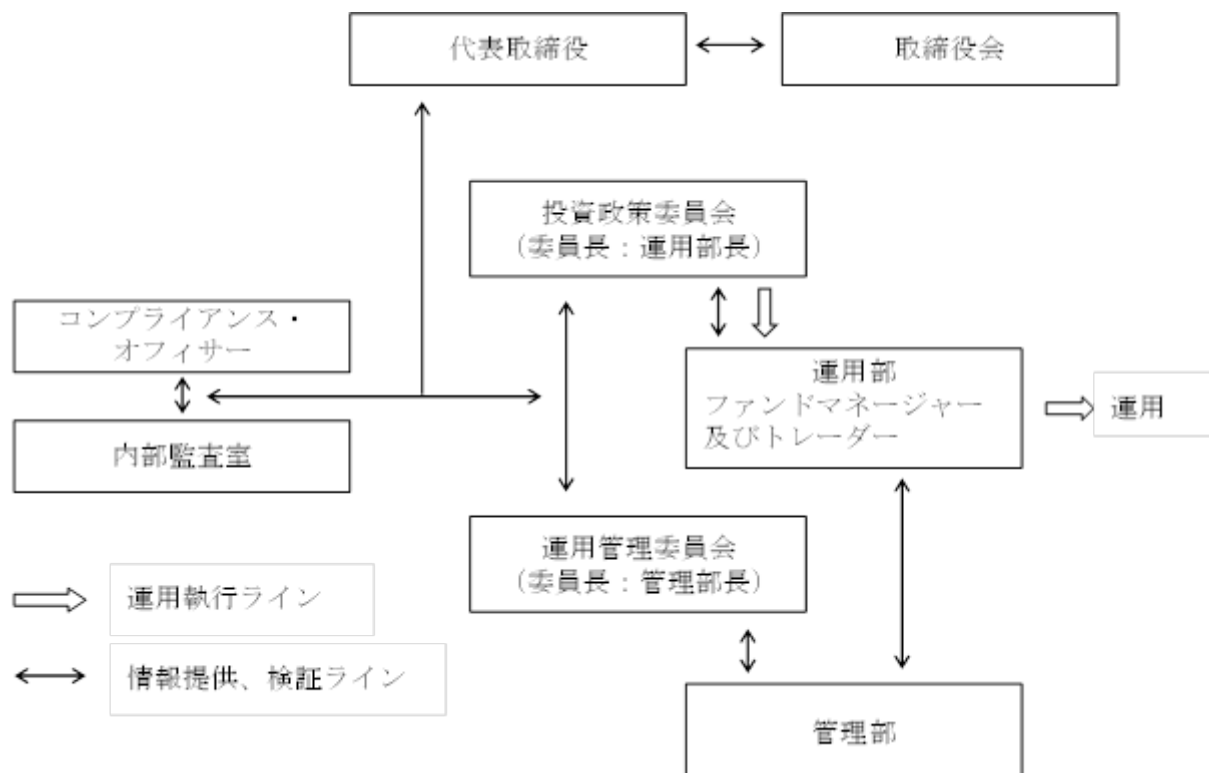 代表取締役
取締役会
投資政策委員会
（委員長：運用部長）
コンプライアンス・
オフィサー
運用部
ファンドマネージャー
及びトレーダー
運用
内部監査室
運用管理委員会
（委員長：管理部長）
運用執行ライン
情報提供、検証ライン
管理部